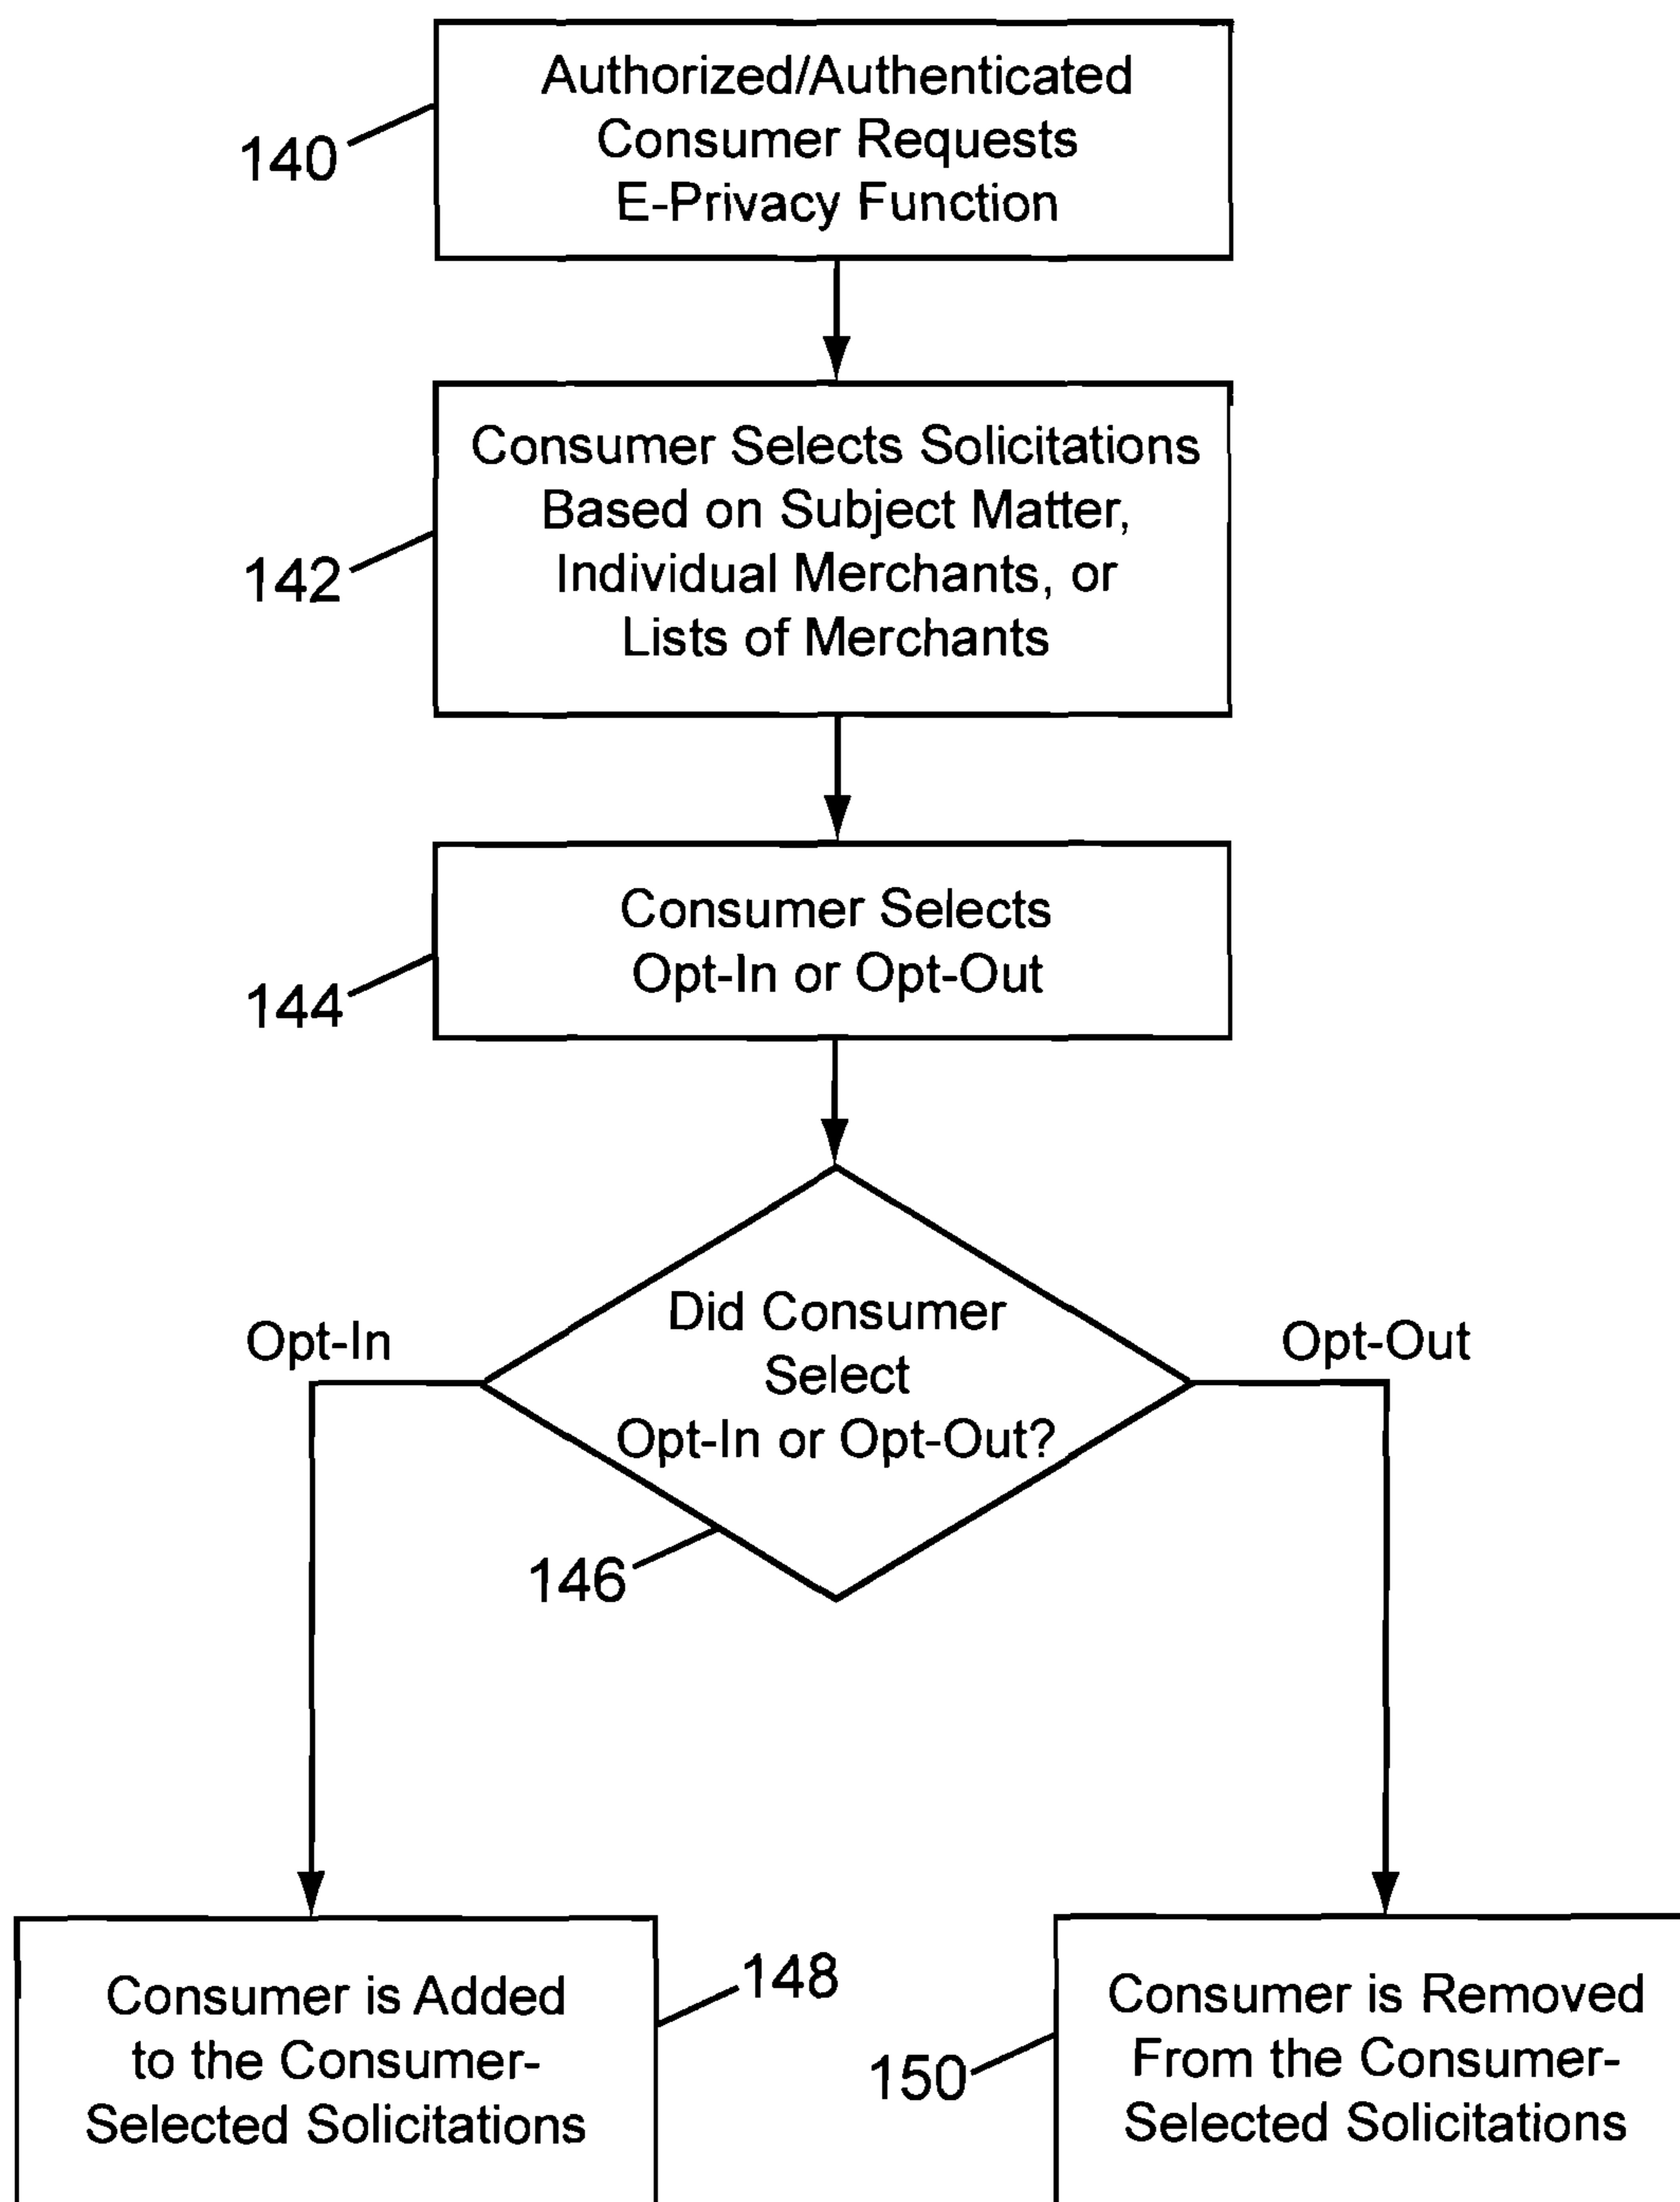 Authorized/Authenticated
Consumer Requests
E-Privacy Function
140
Consumer Selects Solicitations
Based on Subject Matter,
Individual Merchants, or
Lists of Merchants
142
Consumer Selects
Opt-In or Opt-Out
144
Did Consumer
Select
Opt-In or Opt-Out?
Opt-In
Opt-Out
146
Consumer is Added
to the Consumer-
Selected Solicitations
148
Consumer is Removed
From the Consumer-
Selected Solicitations
150